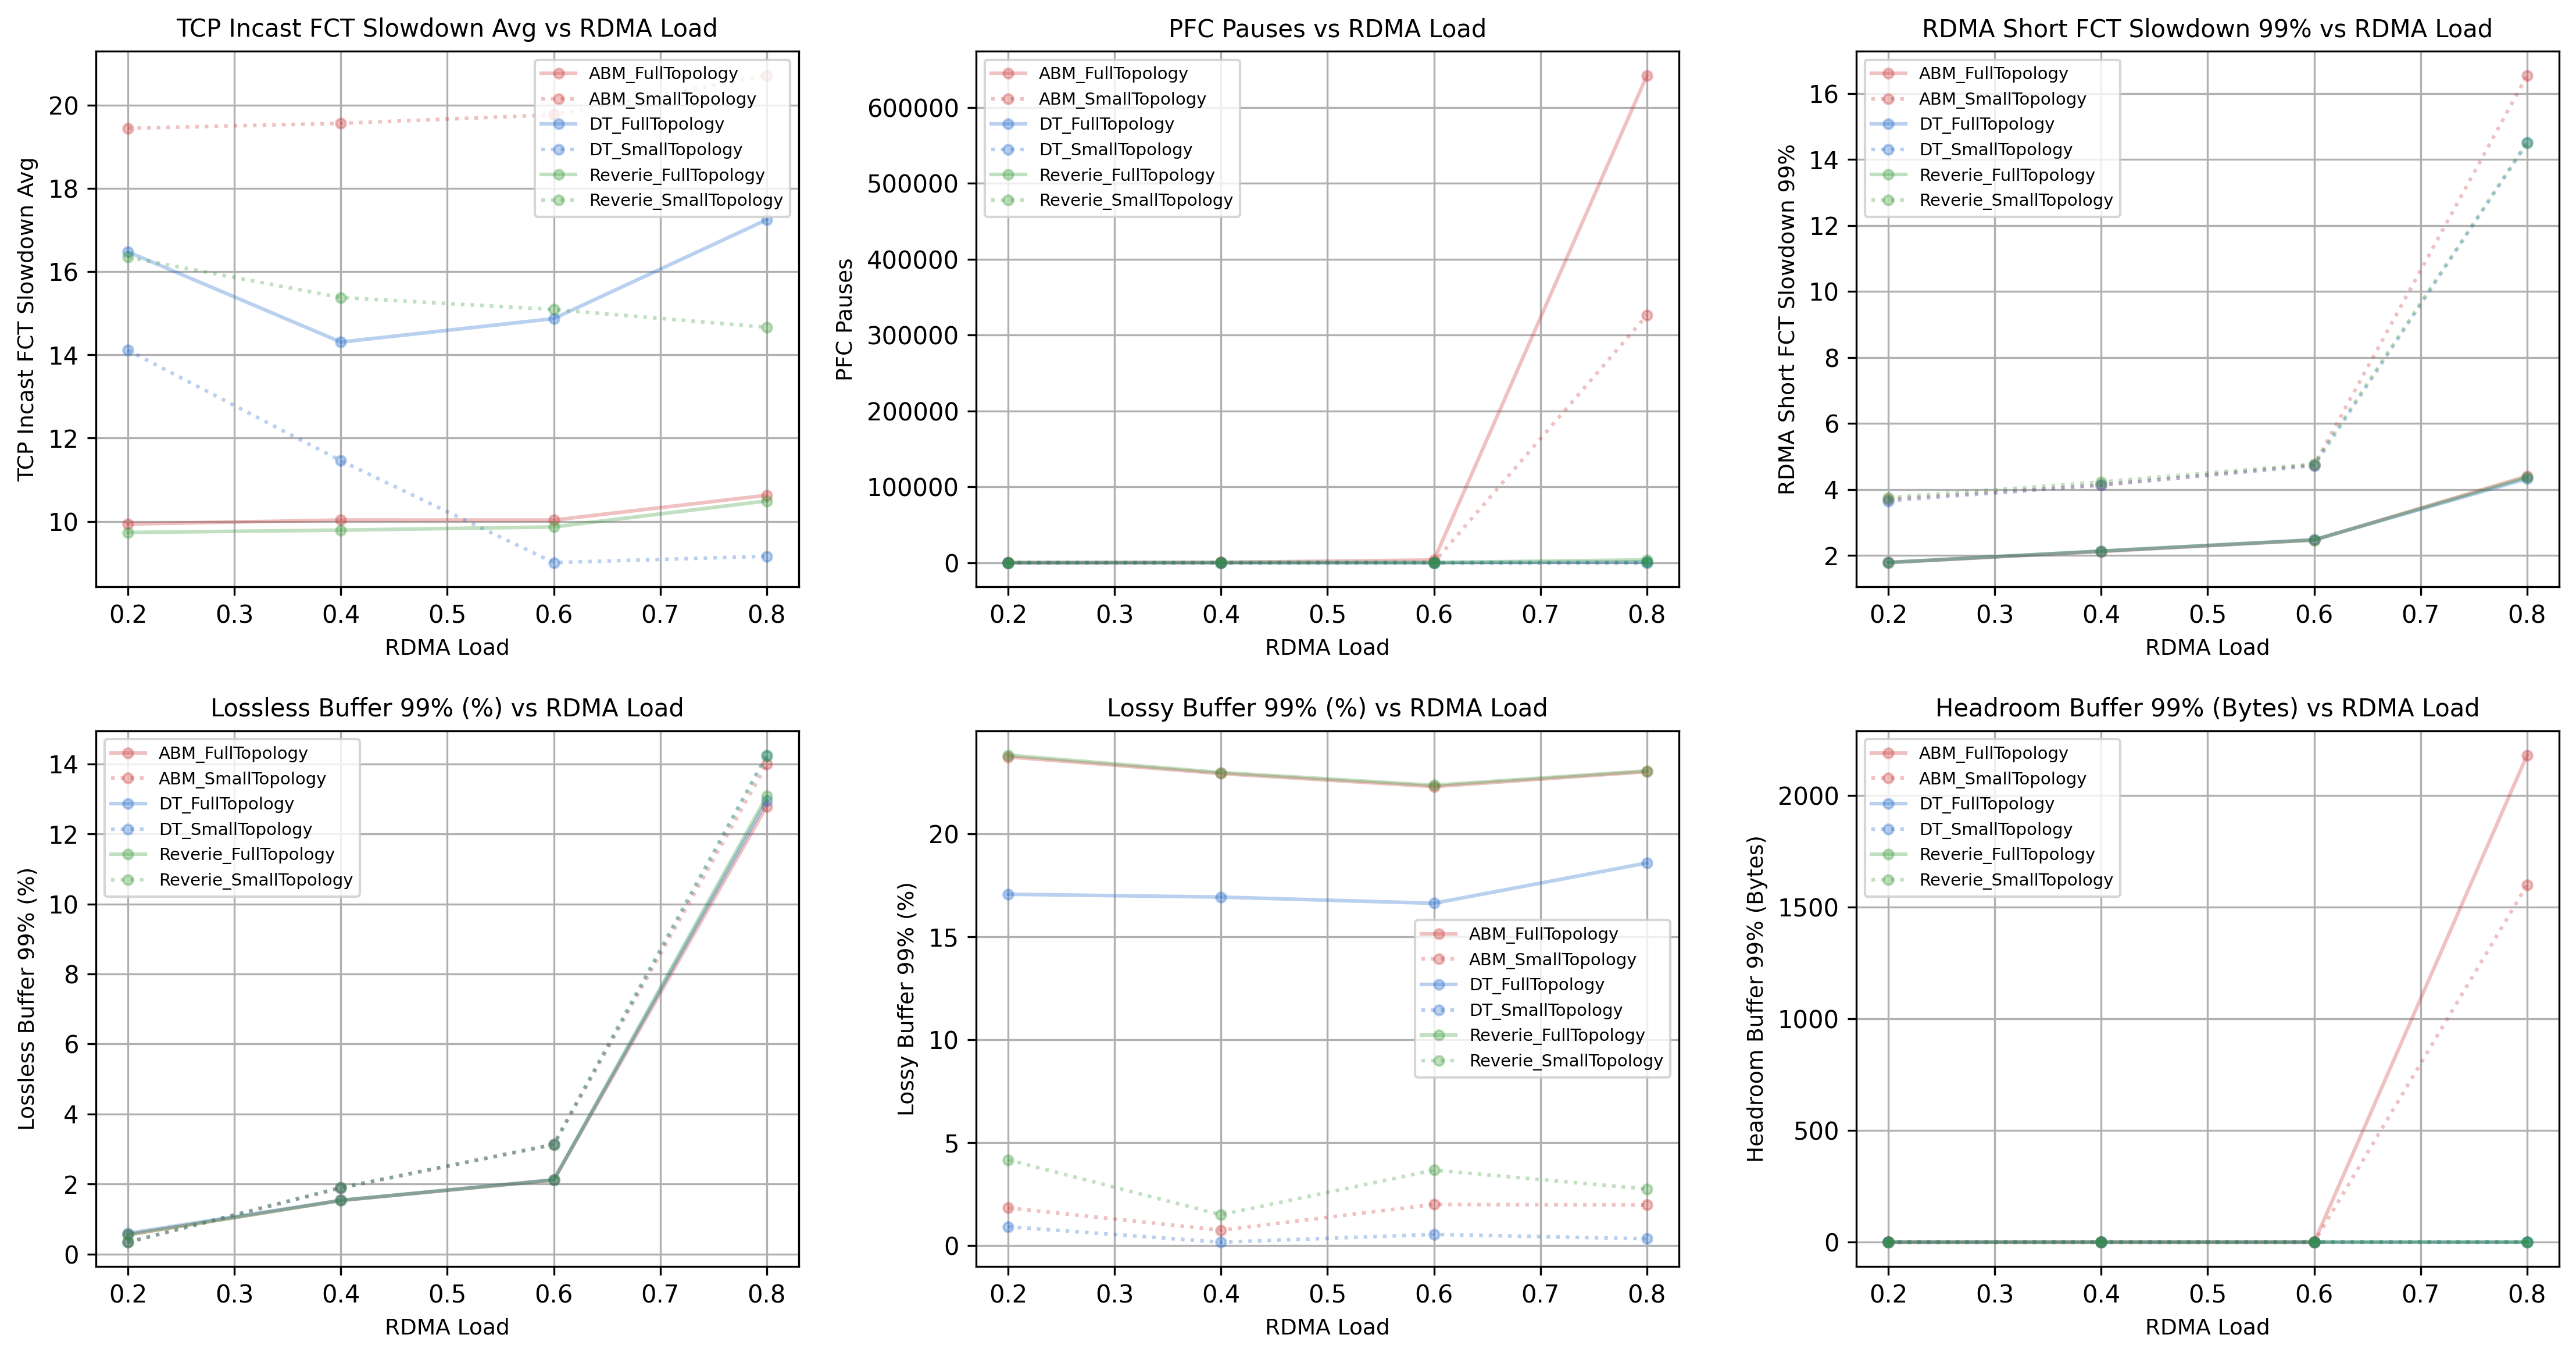 TCP Incast FCT Slowdown Avg vs RDMA Load
TCP Incast FCT Slowdown Avg
20
18
16
14
12
10
ABM_FullTopology
ABM_SmallTopology
DT_FullTopology
DT_SmallTopology
Reverie_FullTopology
Reverie_SmallTopology
0.2 0.3 0.4 0.5 0.6 0.7 0.8
RDMA Load
PFC Pauses vs RDMA Load
PFC Pauses
600000
500000
400000
300000
200000
100000
0
ABM_FullTopology
ABM_SmallTopology
DT_FullTopology
DT_SmallTopology
Reverie_FullTopology
Reverie_SmallTopology
0.2 0.3 0.4 0.5 0.6 0.7 0.8
RDMA Load
RDMA Short FCT Slowdown 99% vs RDMA Load
RDMA Short FCT Slowdown 99%
16
14
12
10
8
6
4
2
ABM_FullTopology
ABM_SmallTopology
DT_FullTopology
DT_SmallTopology
Reverie_FullTopology
Reverie_SmallTopology
0.2 0.3 0.4 0.5 0.6 0.7 0.8
RDMA Load
Lossless Buffer 99% (%) vs RDMA Load
Lossless Buffer 99% (%)
14
12
10
8
6
4
2
0
ABM_FullTopology
ABM_SmallTopology
DT_FullTopology
DT_SmallTopology
Reverie_FullTopology
Reverie_SmallTopology
0.2 0.3 0.4 0.5 0.6 0.7 0.8
RDMA Load
Lossy Buffer 99% (%) vs RDMA Load
Lossy Buffer 99% (%)
20
15
10
5
0
ABM_FullTopology
ABM_SmallTopology
DT_FullTopology
DT_SmallTopology
Reverie_FullTopology
Reverie_SmallTopology
0.2 0.3 0.4 0.5 0.6 0.7 0.8
RDMA Load
Headroom Buffer 99% (Bytes) vs RDMA Load
Headroom Buffer 99% (Bytes)
2000
1500
1000
500
0
ABM_FullTopology
ABM_SmallTopology
DT_FullTopology
DT_SmallTopology
Reverie_FullTopology
Reverie_SmallTopology
0.2 0.3 0.4 0.5 0.6 0.7 0.8
RDMA Load